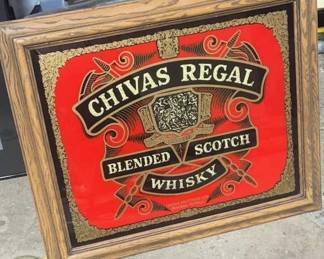 CHIVAS REGAL
BLENDED SCOTCH
WHISKY